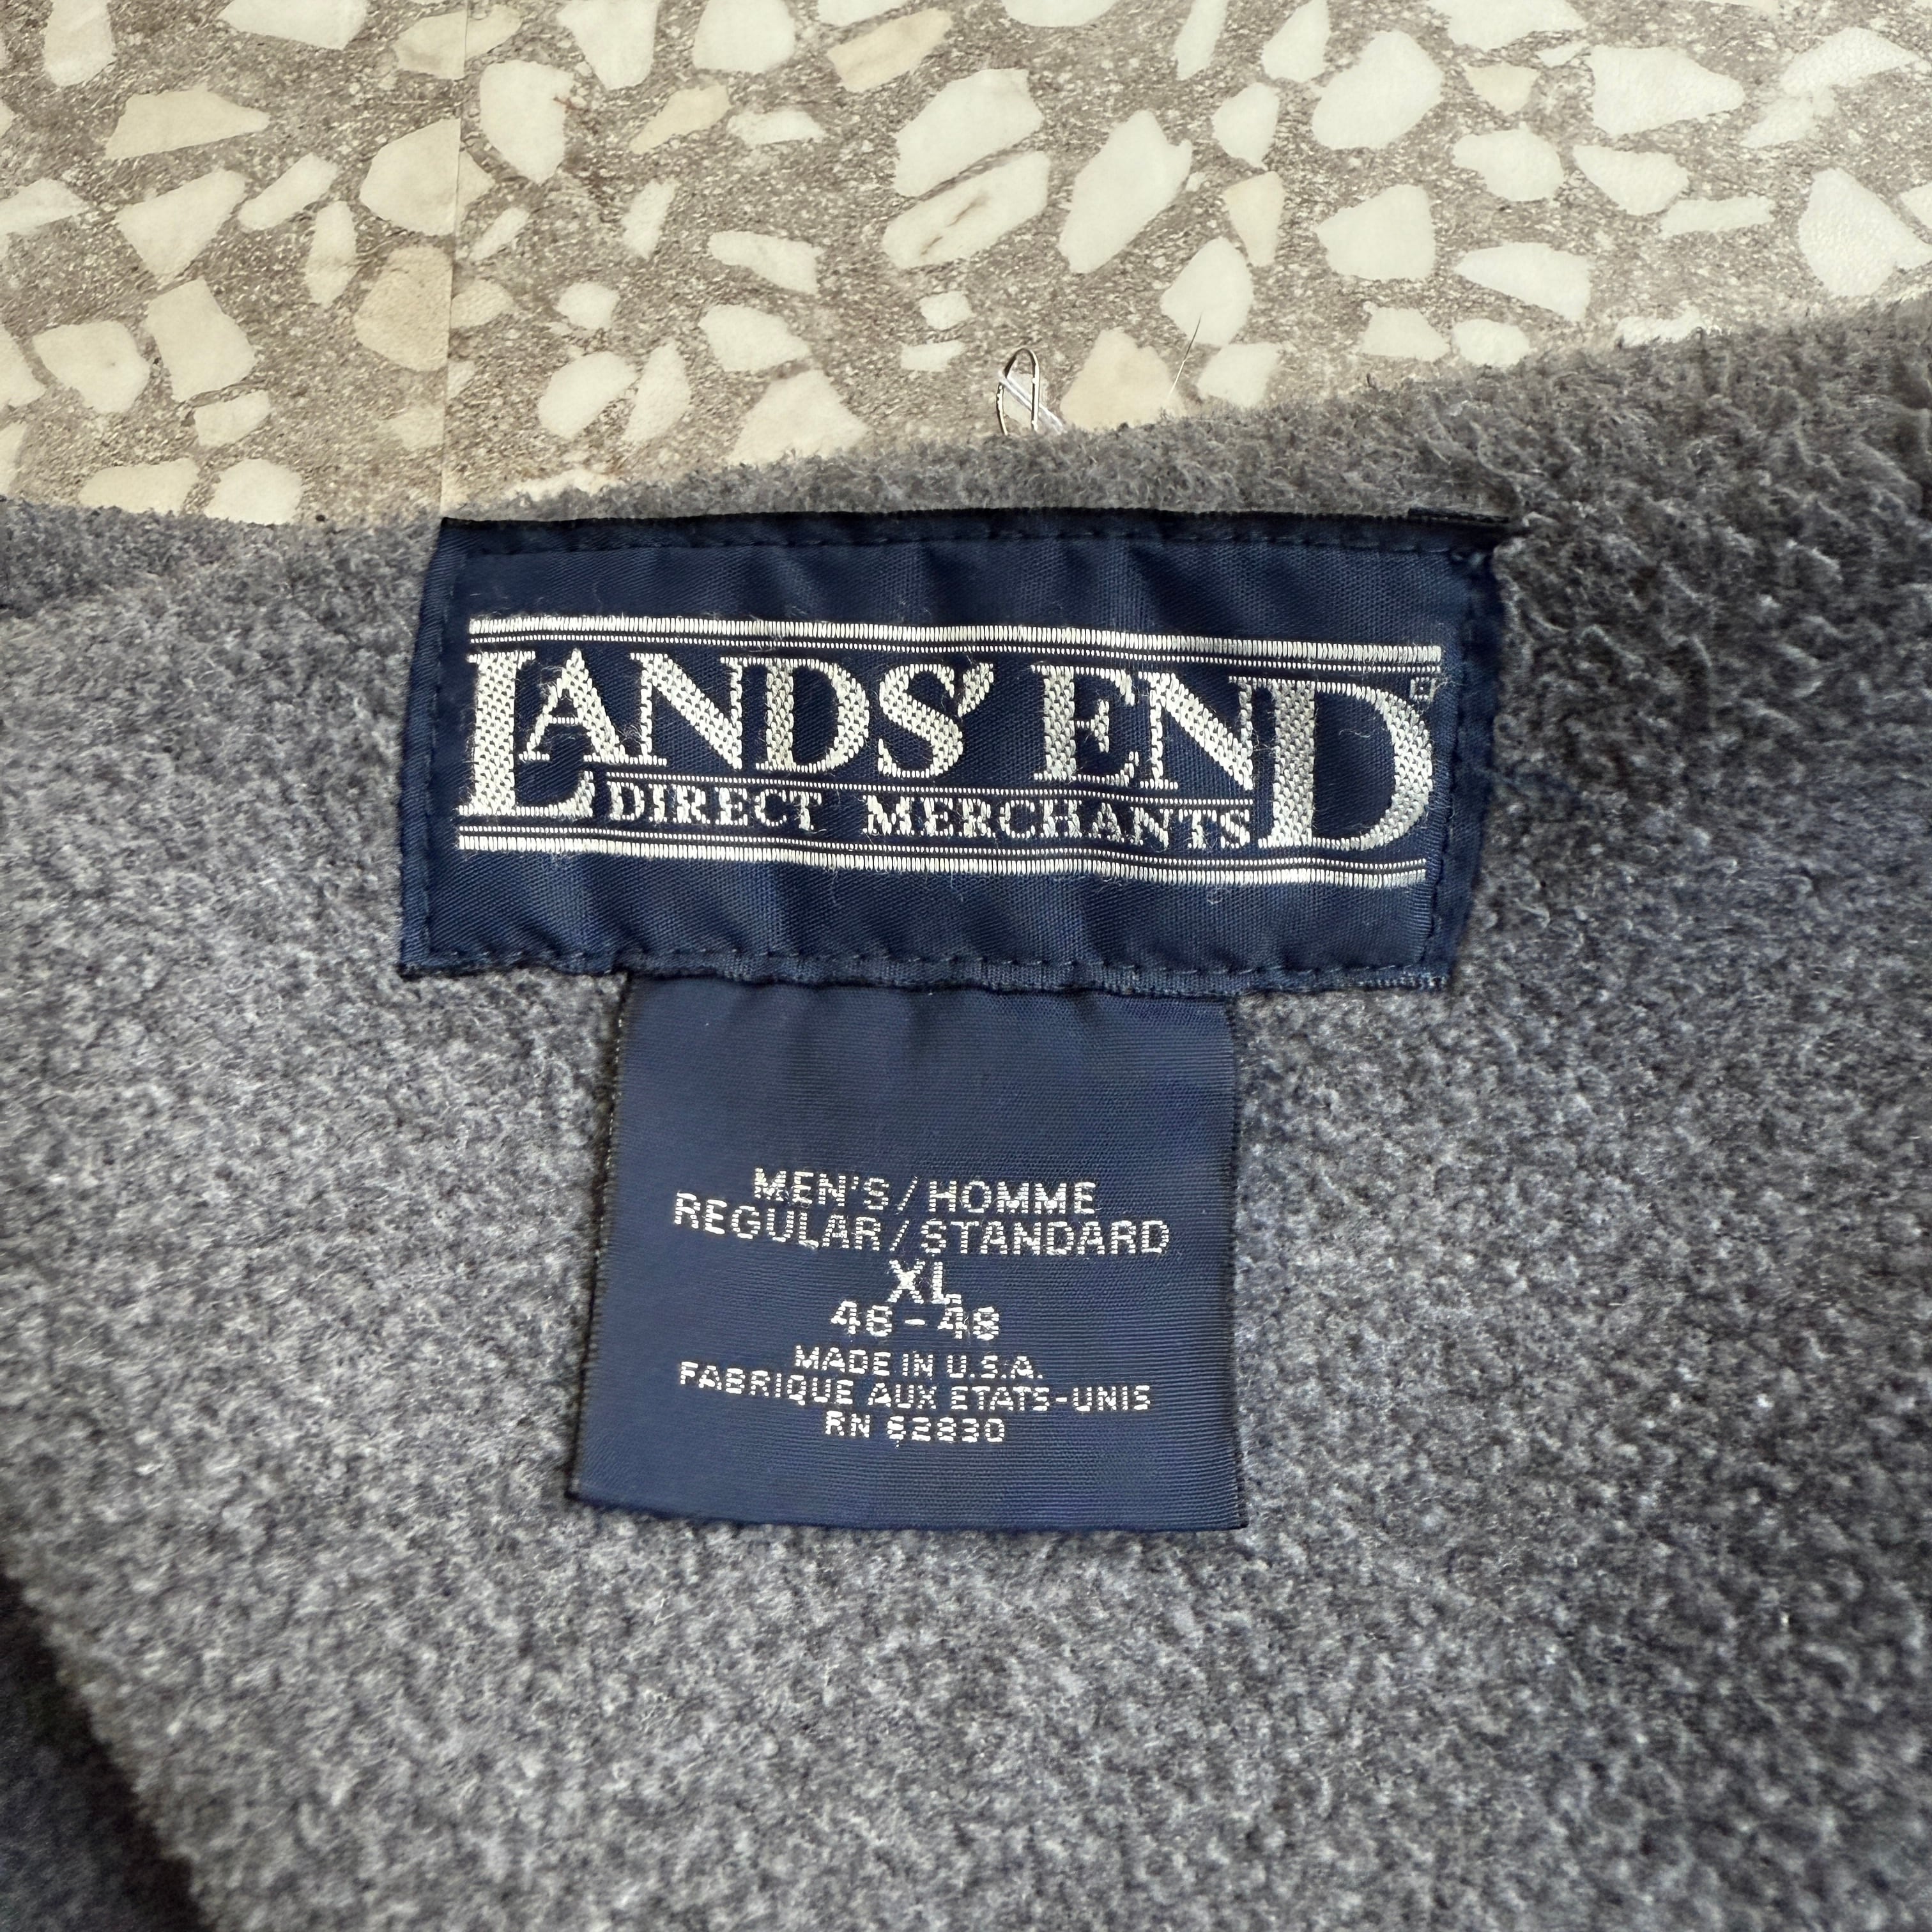 LANDS' END®
DIRECT MERCHANTS
MEN'S/HOMME
REGULAR/STANDARD
XL
46-48
MADE IN U.S.A.
FABRIQUE AUX ETATS-UNIS
RN 62830